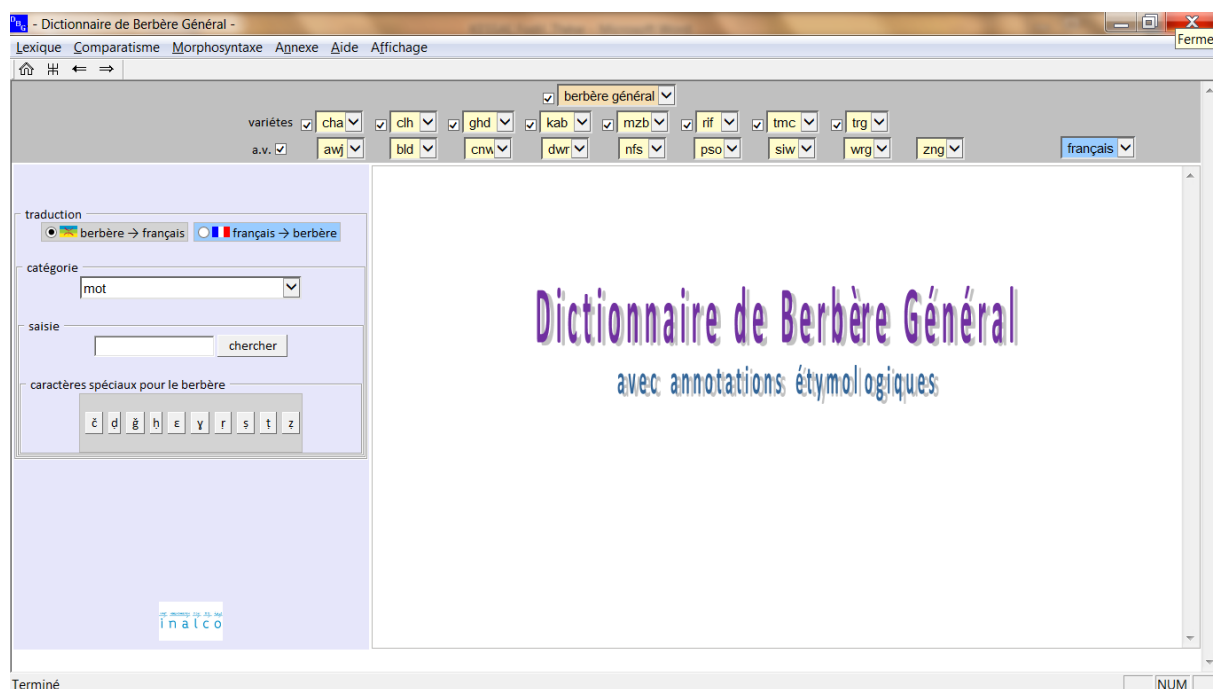 DBG - Dictionnaire de Berbère Général -
Ferme
Lexique Comparatisme Morphosyntaxe Annexe Aide Affichage
berbère général
variétes cha clh ghd kab mzb rif tmc trg
a.v. awj bld cnw dwr nfs pso siw wrg zng français
traduction
berbère → français français → berbère
catégorie
mot
saisie
chercher
caractères spéciaux pour le berbère
č ḍ ğ ḥ ɛ ɣ ṛ ṣ ṭ ẓ
Dictionnaire de Berbère Général
avec annotations étymologiques
inalco
Terminé NUM